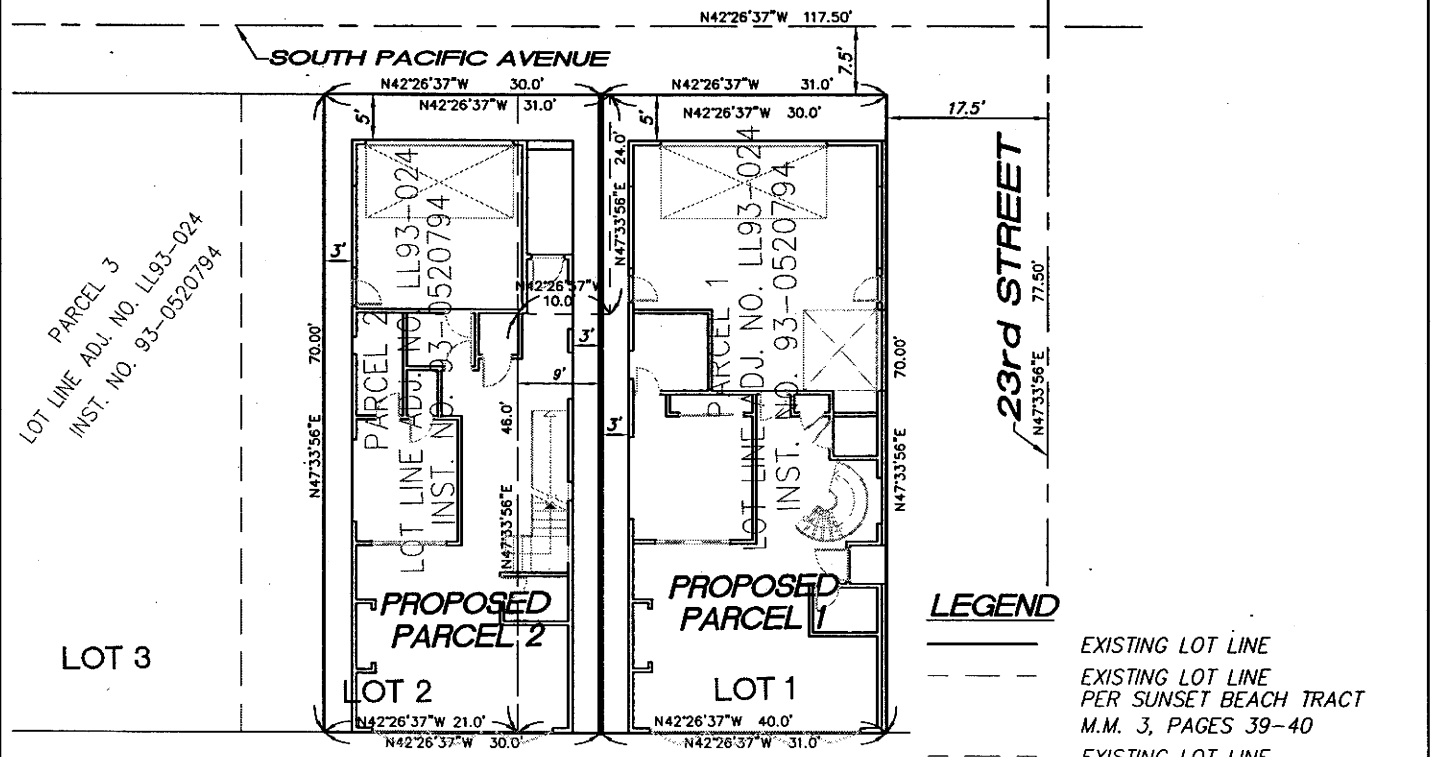 N42°26'37"W 117.50'
SOUTH PACIFIC AVENUE
7.5'
N42°26'37"W 30.0'
N42°26'37"W 31.0'
N42°26'37"W 31.0'
N42°26'37"W 30.0'
5'
5'
17.5'
N47°33'56"E 24.0'
PARCEL 3
LOT LINE ADJ. NO. LL93-024
INST. NO. 93-0520794
3'
N42°26'37"W
10.0'
PARCEL 2
LOT LINE ADJ. NO. LL93-024
INST. NO. 93-0520794
PARCEL 1
LOT LINE ADJ. NO. LL93-024
INST. NO. 93-0520794
23rd STREET
N47°33'56"E 77.50'
N47°33'56"E 70.00'
3'
9'
N47°33'56"E 46.0'
3'
N47°33'56"E 70.00'
PROPOSED
PARCEL 2
PROPOSED
PARCEL 1
LOT 3
LOT 2
LOT 1
N42°26'37"W 21.0'
N42°26'37"W 40.0'
N42°26'37"W 30.0'
N42°26'37"W 31.0'
LEGEND
EXISTING LOT LINE
EXISTING LOT LINE
PER SUNSET BEACH TRACT
M.M. 3, PAGES 39-40
EXISTING LOT LINE